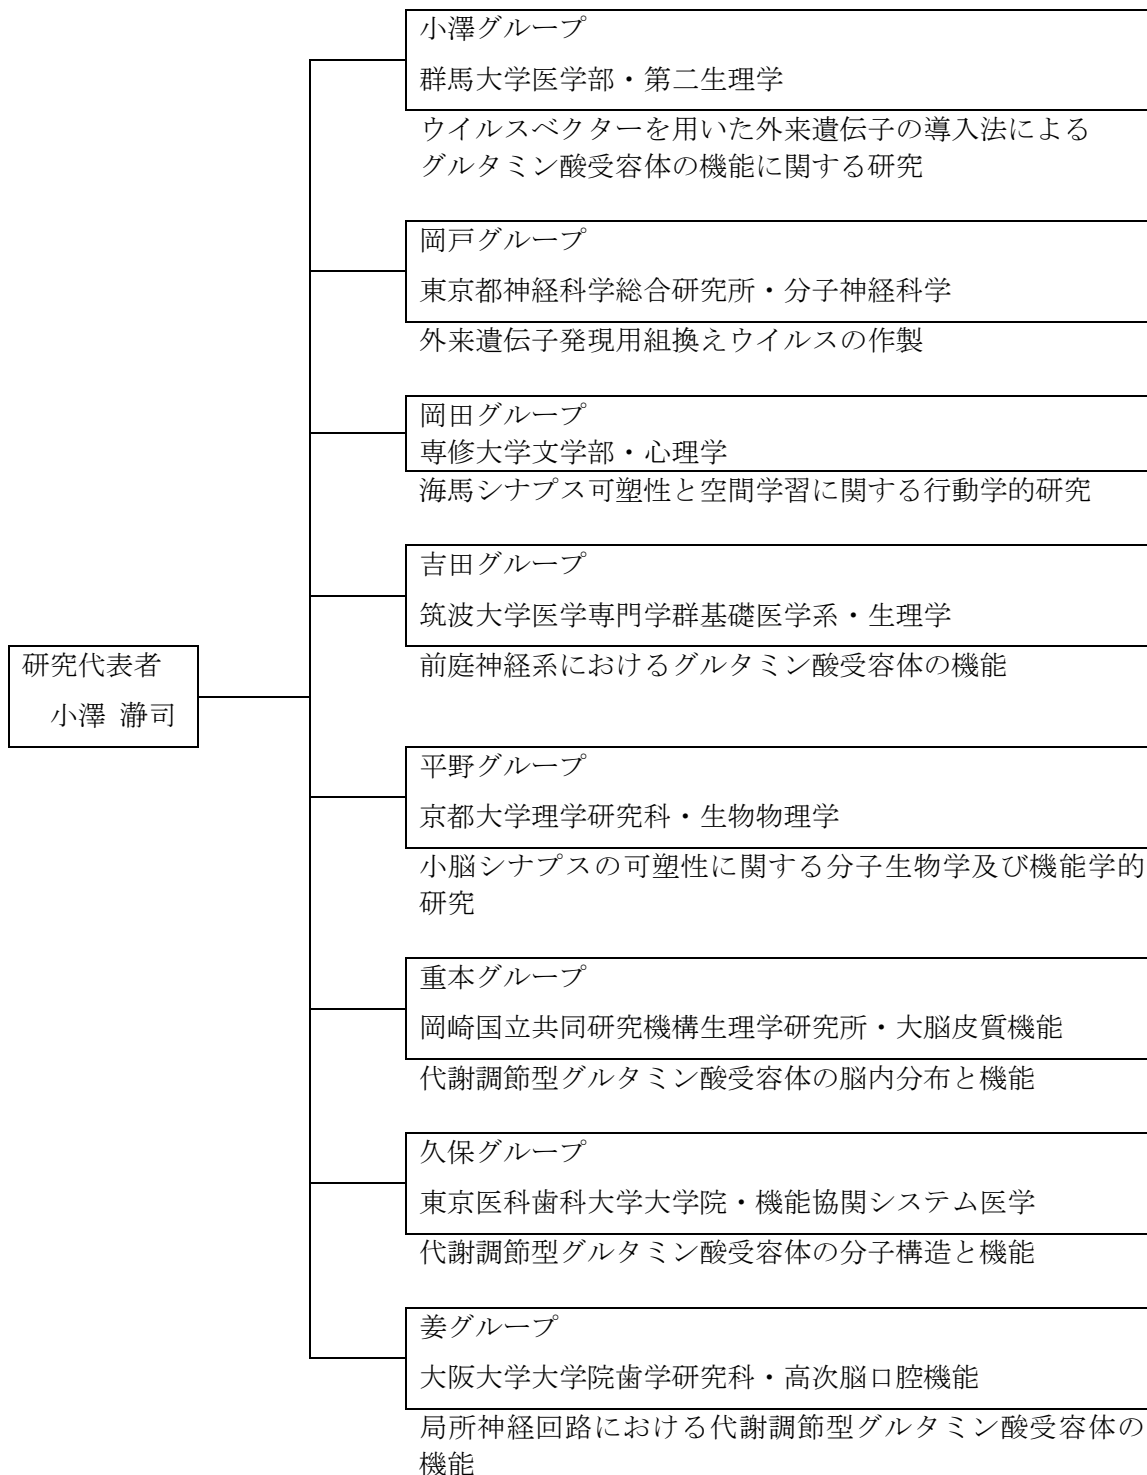 小澤グループ
群馬大学医学部・第二生理学
ウイルスベクターを用いた外来遺伝子の導入法による
グルタミン酸受容体の機能に関する研究
岡戸グループ
東京都神経科学総合研究所・分子神経科学
外来遺伝子発現用組換えウイルスの作製
岡田グループ
専修大学文学部・心理学
海馬シナプス可塑性と空間学習に関する行動学的研究
吉田グループ
筑波大学医学専門学群基礎医学系・生理学
前庭神経系におけるグルタミン酸受容体の機能
研究代表者
小澤 瀞司
平野グループ
京都大学理学研究科・生物物理学
小脳シナプスの可塑性に関する分子生物学及び機能学的
研究
重本グループ
岡崎国立共同研究機構生理学研究所・大脳皮質機能
代謝調節型グルタミン酸受容体の脳内分布と機能
久保グループ
東京医科歯科大学大学院・機能協関システム医学
代謝調節型グルタミン酸受容体の分子構造と機能
姜グループ
大阪大学大学院歯学研究科・高次脳口腔機能
局所神経回路における代謝調節型グルタミン酸受容体の
機能